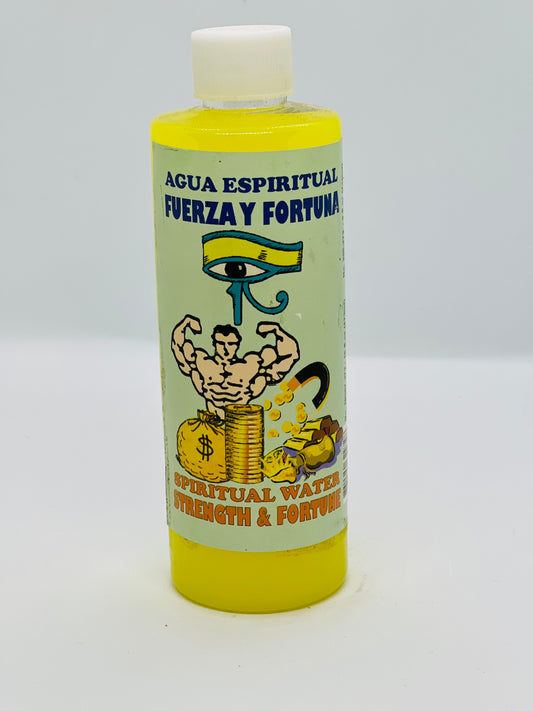 AGUA ESPIRITUAL
FUERZA Y FORTUNA
$
SPIRITUAL WATER
STRENGTH & FORTUNE